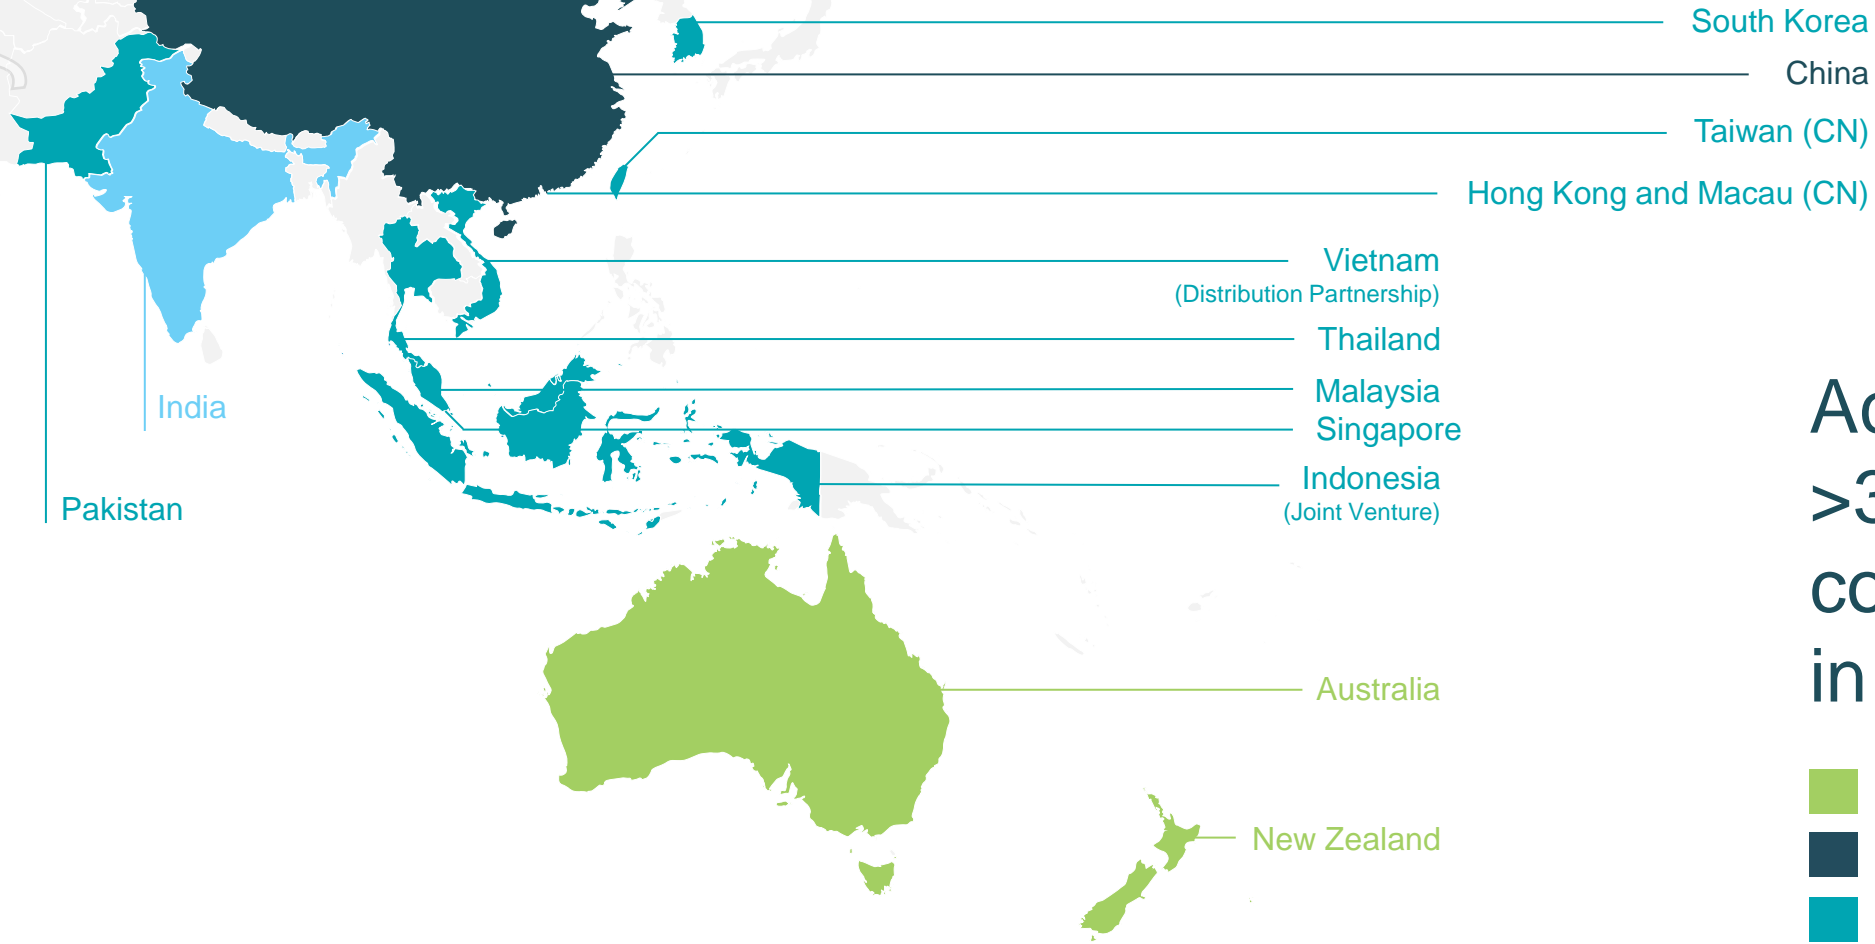 South Korea
China
Taiwan (CN)
Hong Kong and Macau (CN)
Vietnam
(Distribution Partnership)
Thailand
Malaysia
Singapore
Indonesia
(Joint Venture)
India
Pakistan
Australia
New Zealand
in